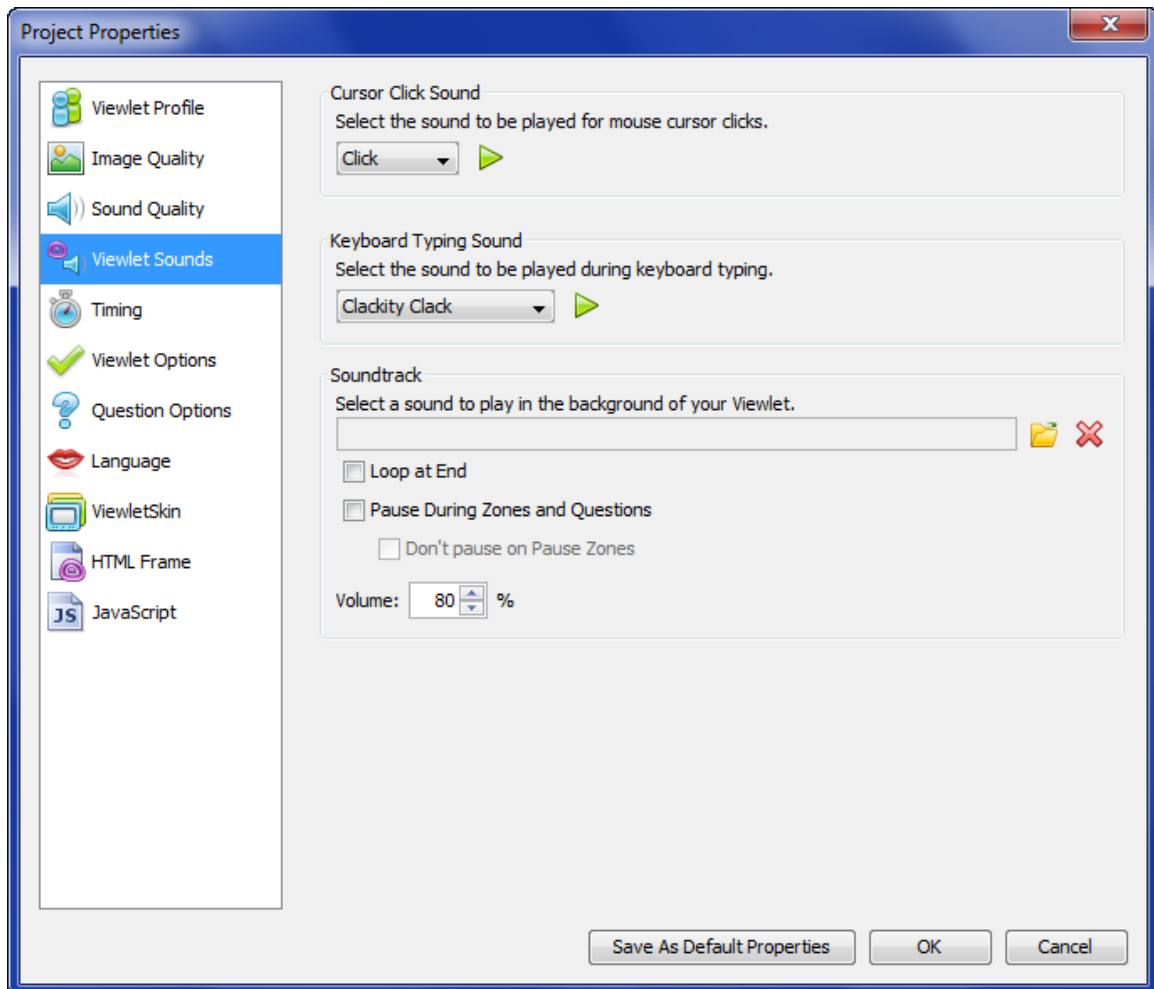 Project Properties
Viewlet Profile
Image Quality
Sound Quality
Viewlet Sounds
Timing
Viewlet Options
Question Options
Language
ViewletSkin
HTML Frame
JS JavaScript
Cursor Click Sound
Select the sound to be played for mouse cursor clicks.
Click
Keyboard Typing Sound
Select the sound to be played during keyboard typing.
Clackity Clack
Soundtrack
Select a sound to play in the background of your Viewlet.
Loop at End
Pause During Zones and Questions
Don't pause on Pause Zones
Volume: 80 %
Save As Default Properties OK Cancel